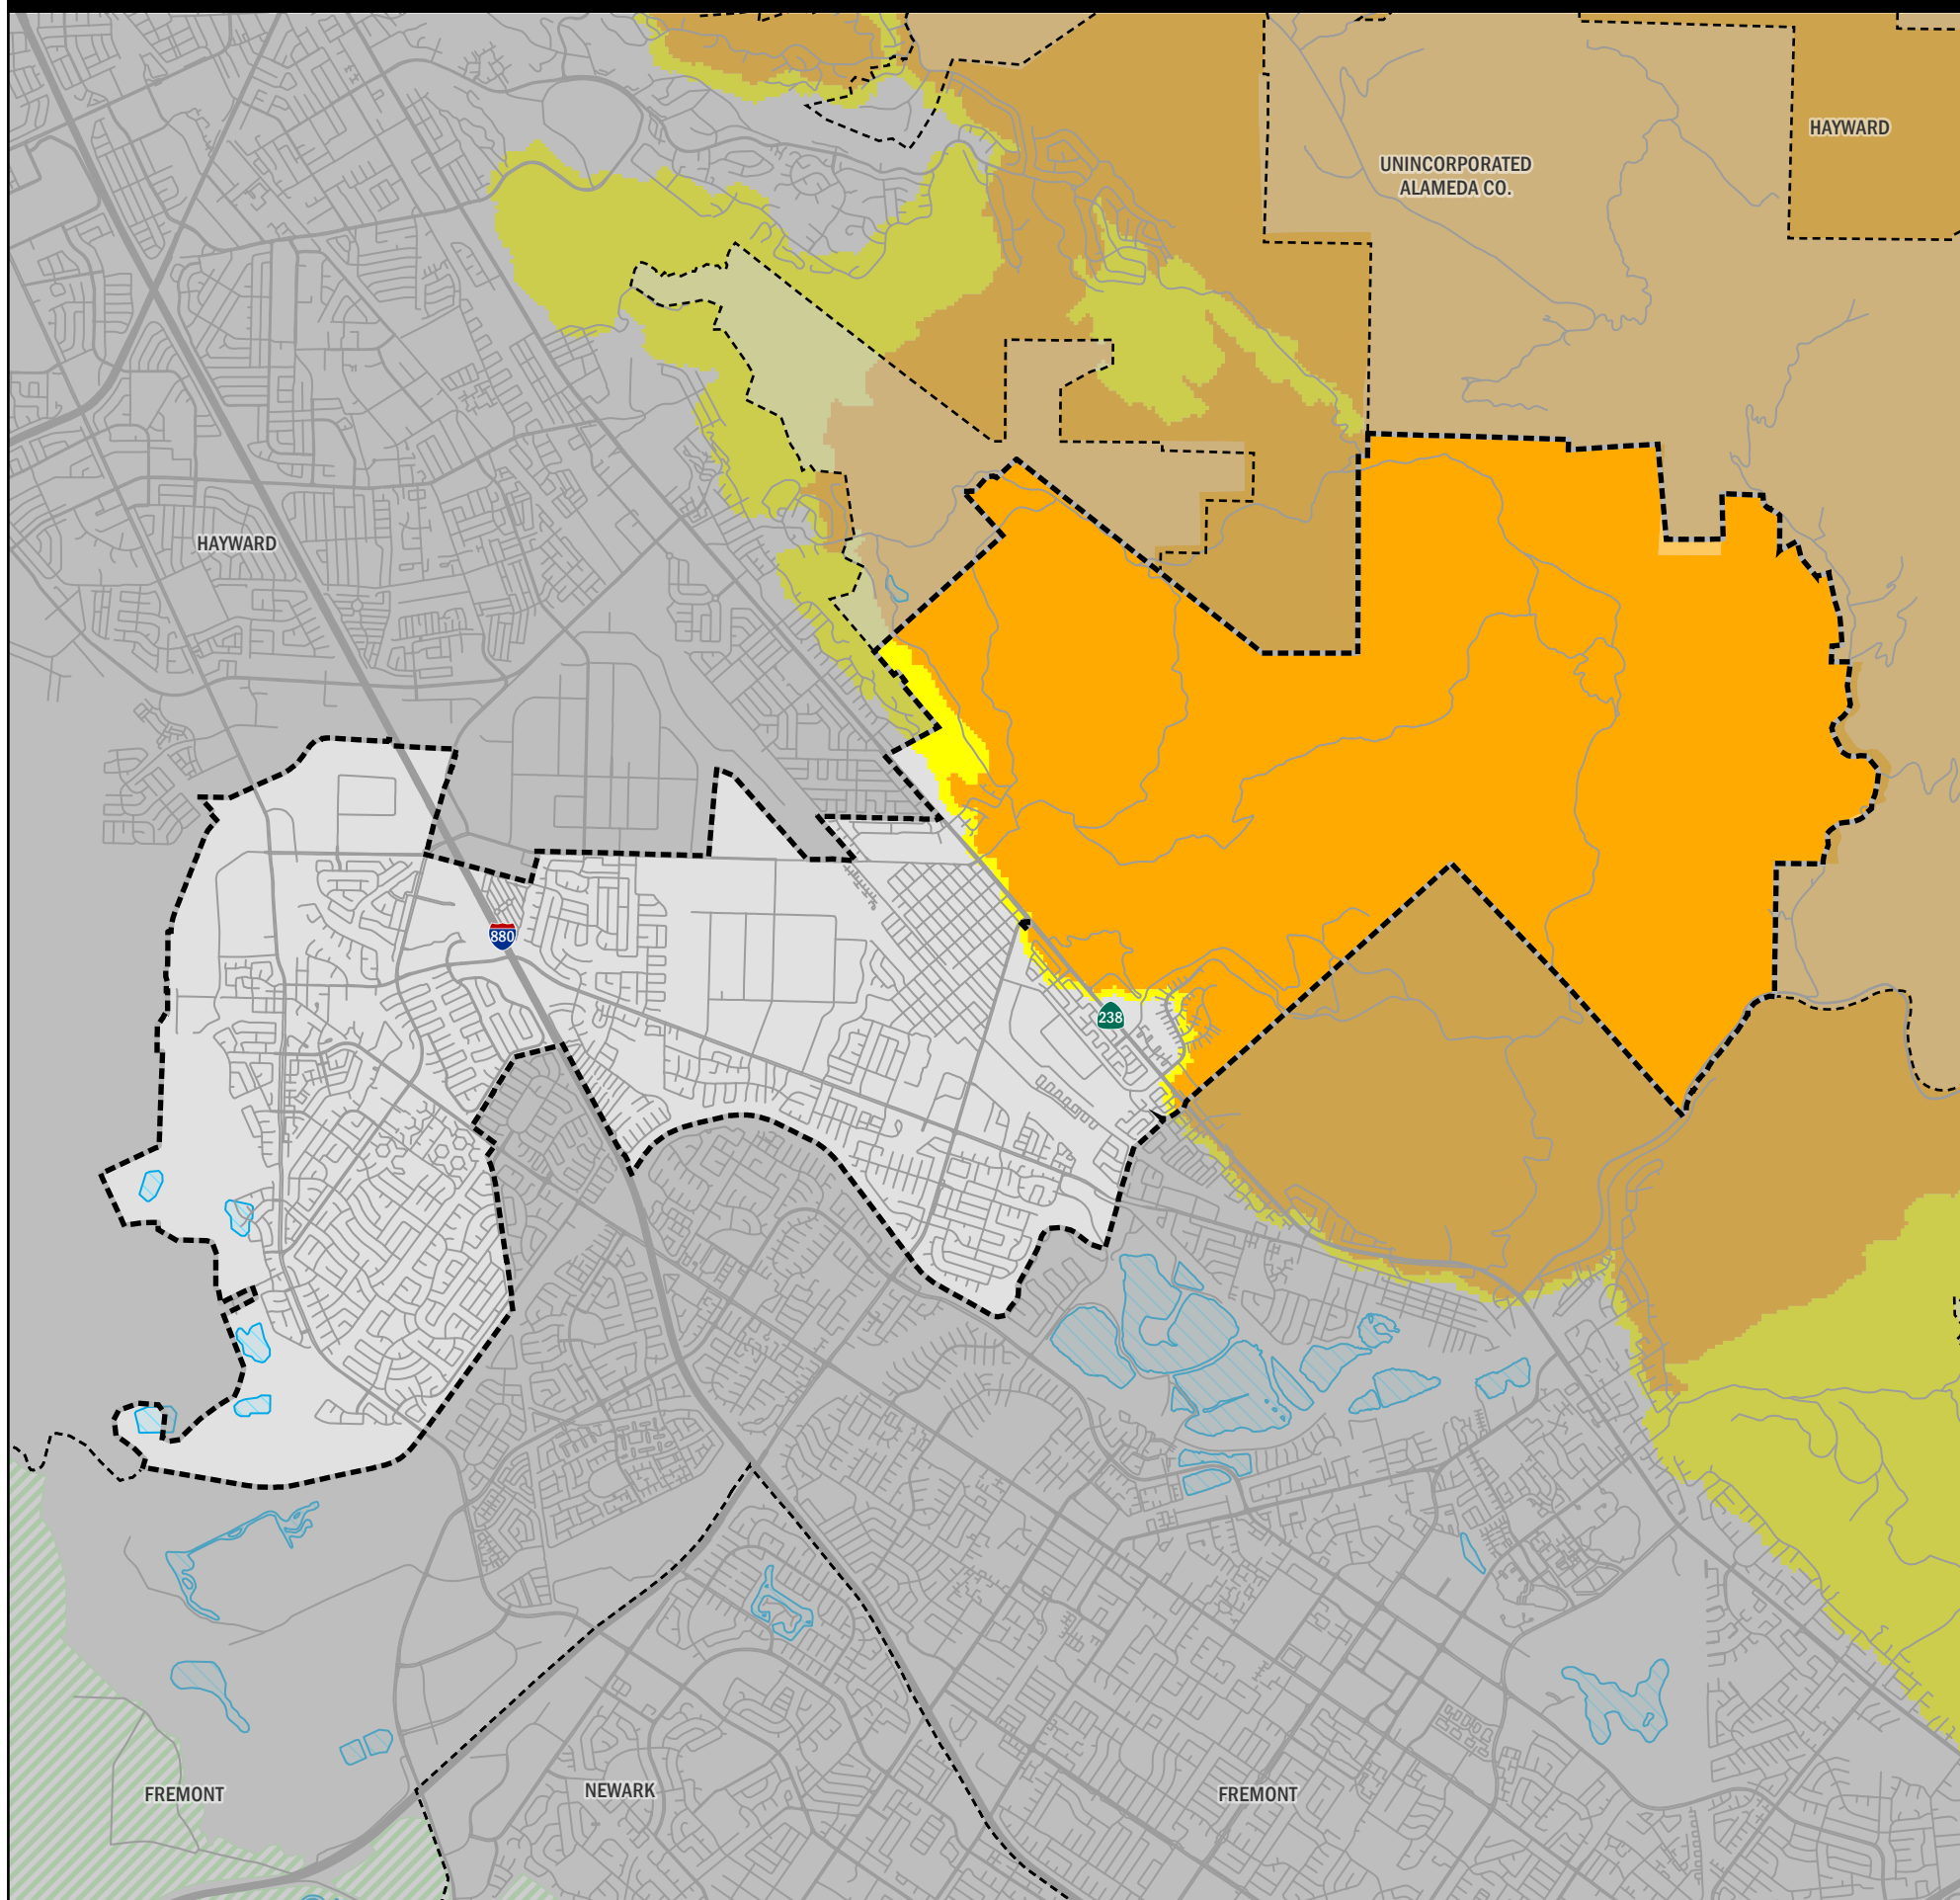 HAYWARD
UNINCORPORATED
ALAMEDA CO.
HAYWARD
880
238
FREMONT
NEWARK
FREMONT